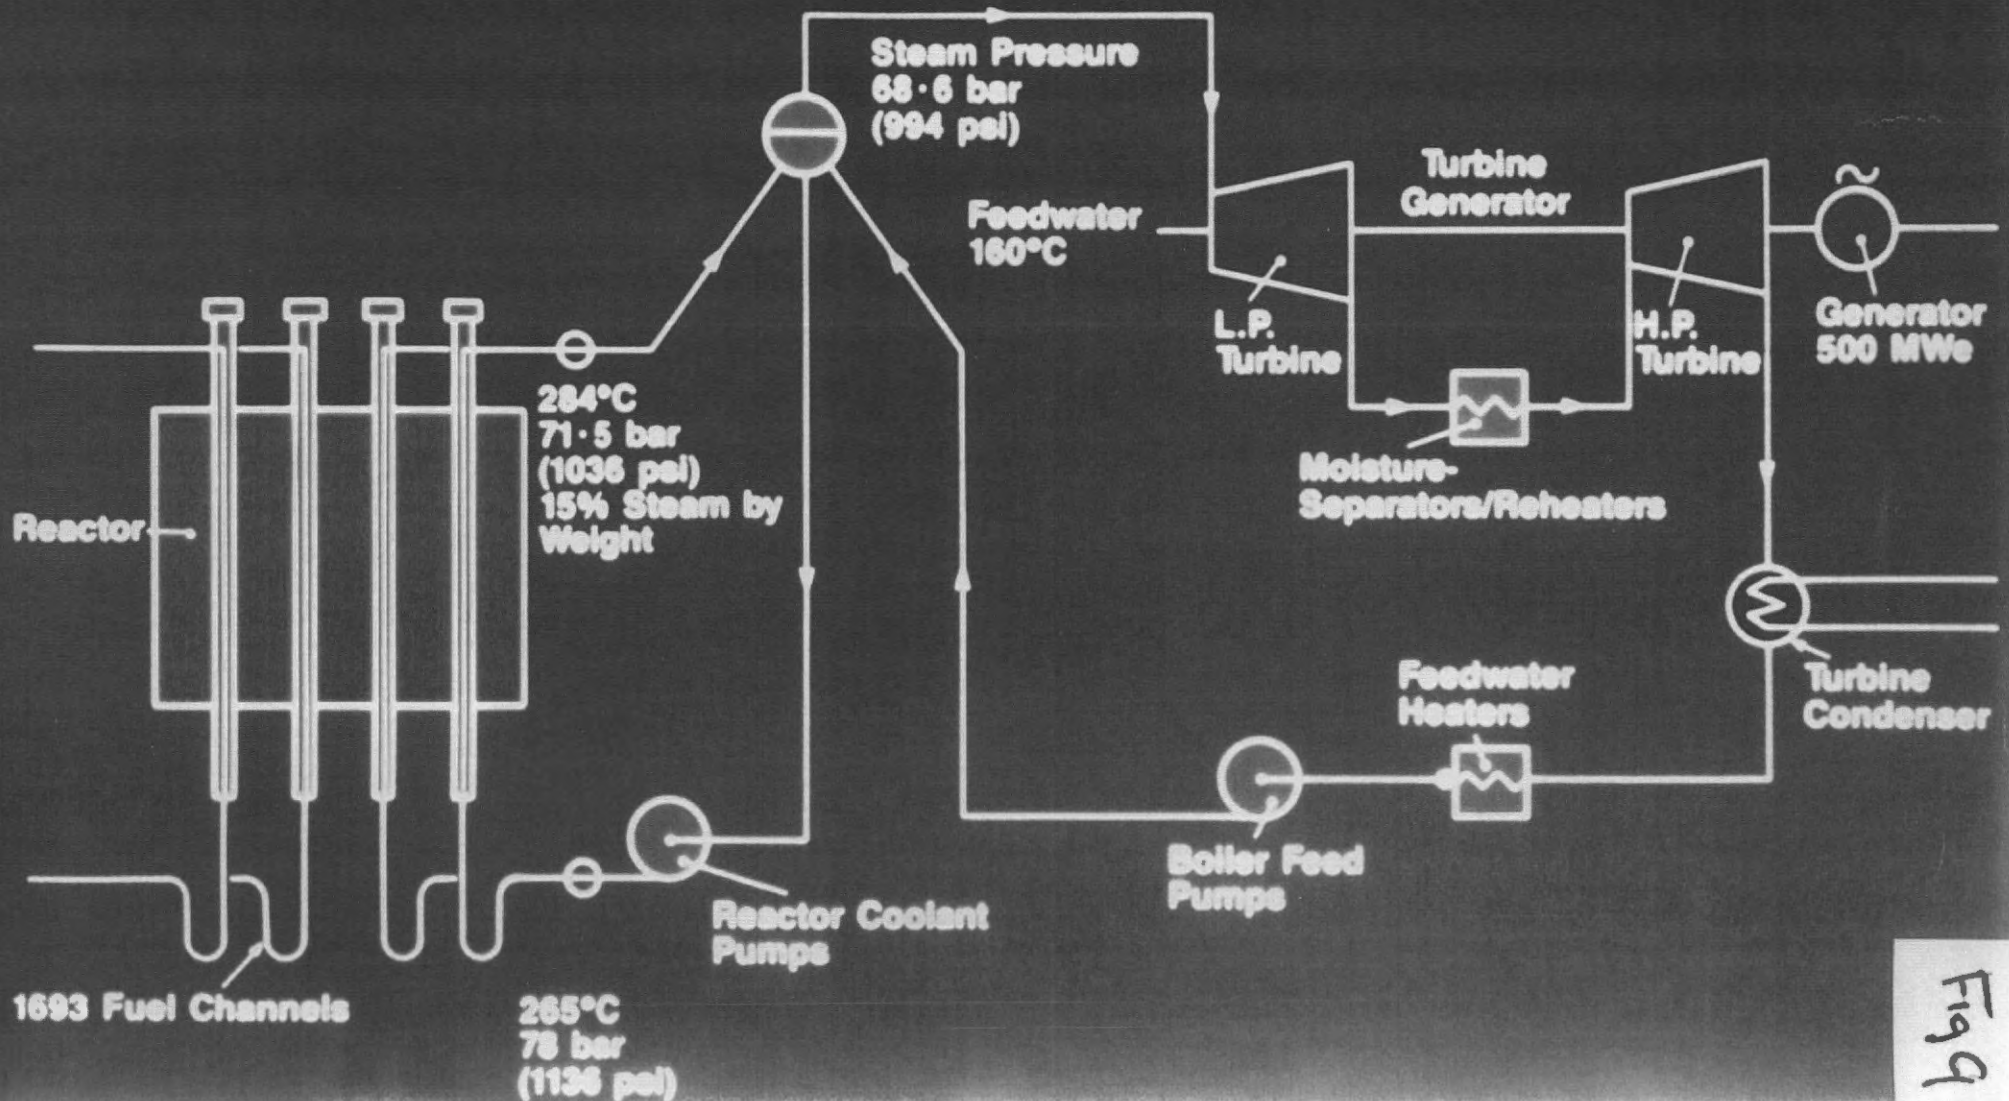 Steam Pressure
68·6 bar
(994 psi)
Feedwater
160°C
Turbine
Generator
L.P.
Turbine
H.P.
Turbine
Generator
500 MWe
284°C
71·5 bar
(1036 psi)
15% Steam by
Weight
Moisture-
Separators/Reheaters
Reactor
Feedwater
Heaters
Turbine
Condenser
Boiler Feed
Pumps
Reactor Coolant
Pumps
1693 Fuel Channels
265°C
78 bar
(1136 psi)
Fig 9